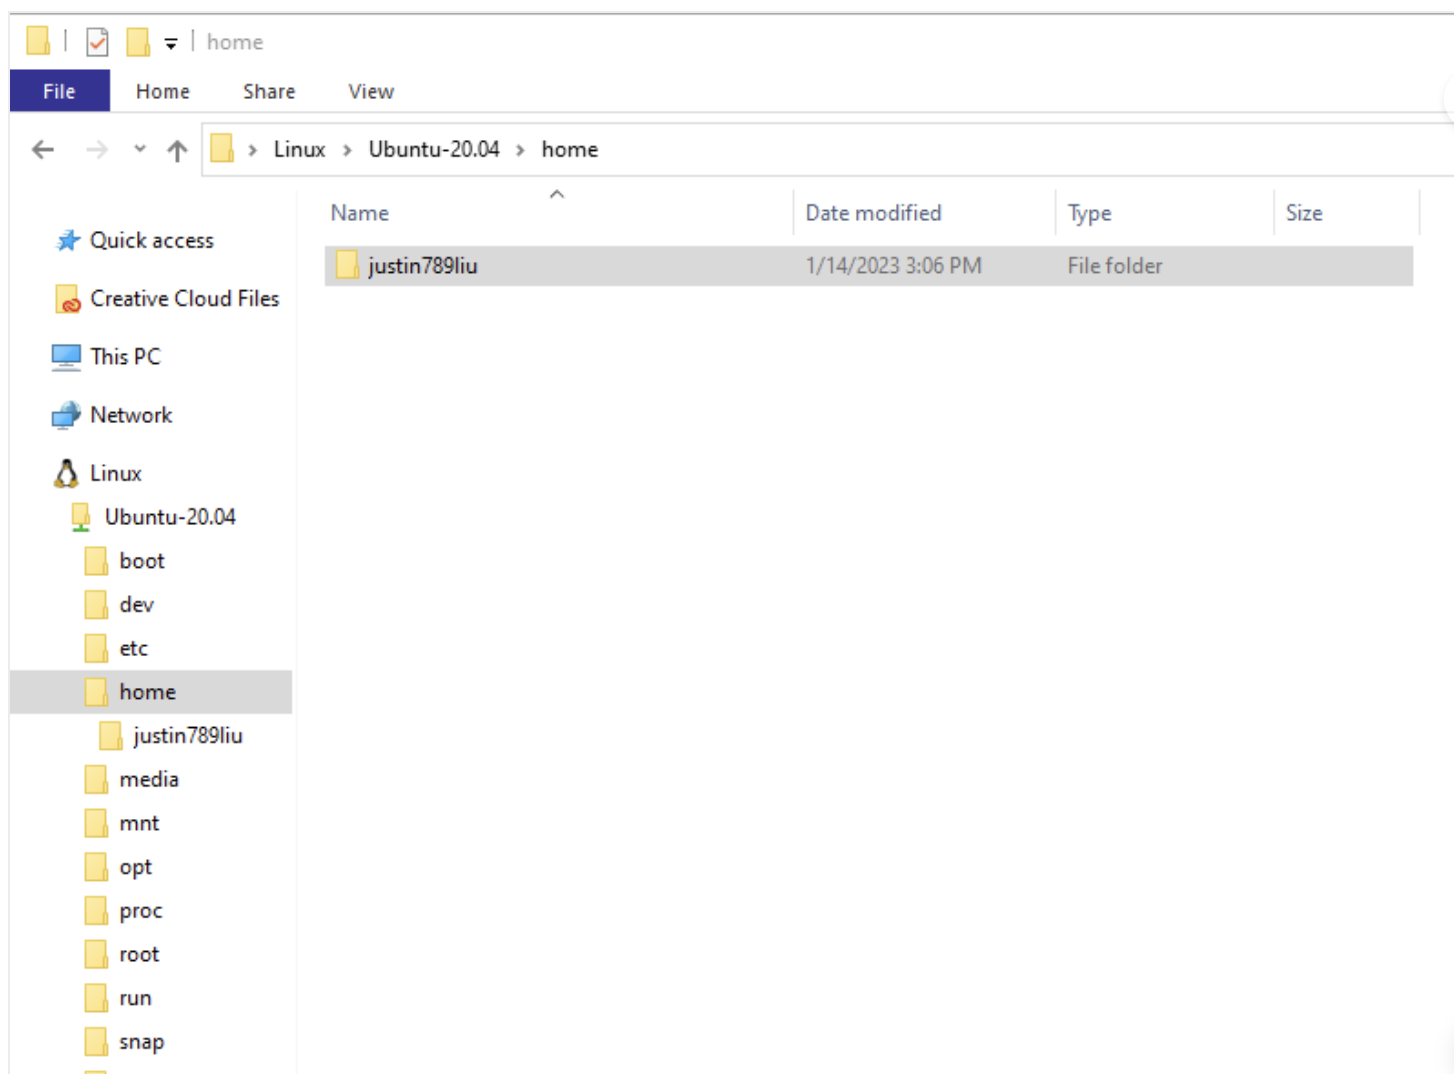 home
File Home Share View
Linux Ubuntu-20.04 home
Name Date modified Type Size
justin789liu 1/14/2023 3:06 PM File folder
Quick access
Creative Cloud Files
This PC
Network
Linux
Ubuntu-20.04
boot
dev
etc
home
justin789liu
media
mnt
opt
proc
root
run
snap